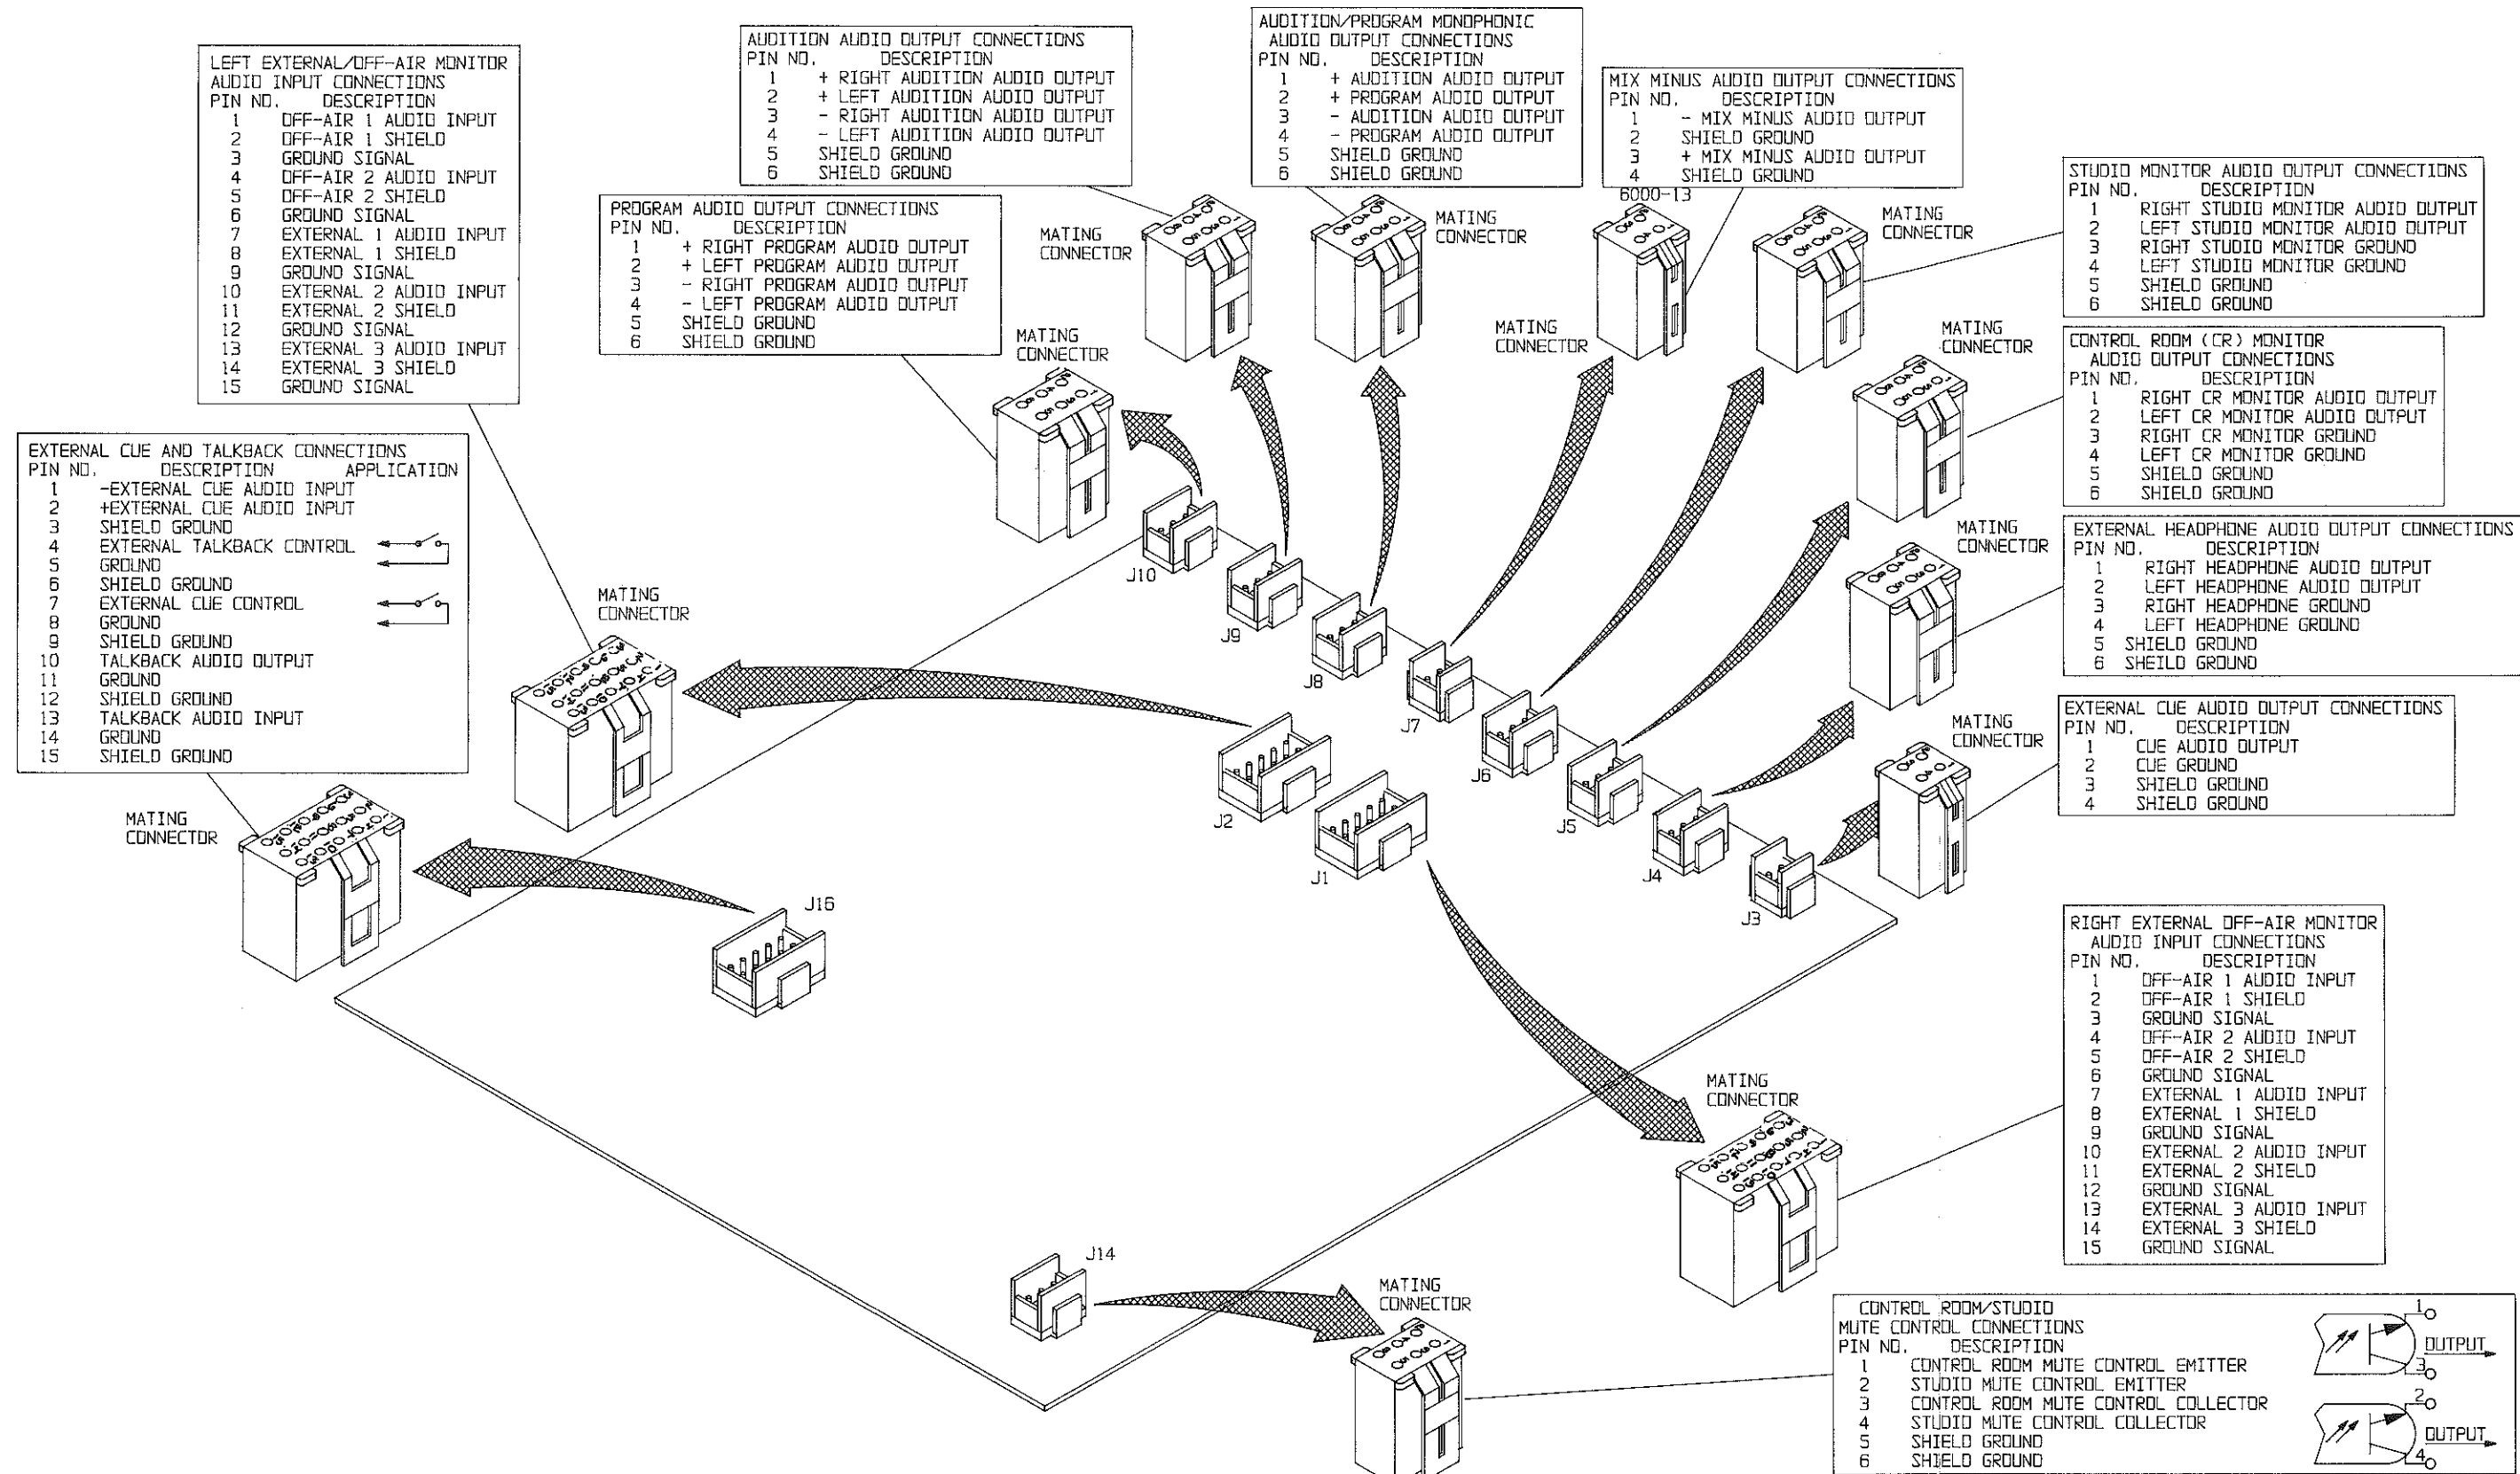 LEFT EXTERNAL/OFF-AIR MONITOR
AUDIO INPUT CONNECTIONS
PIN NO. DESCRIPTION
1 OFF-AIR 1 AUDIO INPUT
2 OFF-AIR 1 SHIELD
3 GROUND SIGNAL
4 OFF-AIR 2 AUDIO INPUT
5 OFF-AIR 2 SHIELD
6 GROUND SIGNAL
7 EXTERNAL 1 AUDIO INPUT
8 EXTERNAL 1 SHIELD
9 GROUND SIGNAL
10 EXTERNAL 2 AUDIO INPUT
11 EXTERNAL 2 SHIELD
12 GROUND SIGNAL
13 EXTERNAL 3 AUDIO INPUT
14 EXTERNAL 3 SHIELD
15 GROUND SIGNAL
AUDITION AUDIO OUTPUT CONNECTIONS
PIN NO. DESCRIPTION
1 + RIGHT AUDITION AUDIO OUTPUT
2 + LEFT AUDITION AUDIO OUTPUT
3 - RIGHT AUDITION AUDIO OUTPUT
4 - LEFT AUDITION AUDIO OUTPUT
5 SHIELD GROUND
6 SHIELD GROUND
AUDITION/PROGRAM MONOPHONIC
AUDIO OUTPUT CONNECTIONS
PIN NO. DESCRIPTION
1 + AUDITION AUDIO OUTPUT
2 + PROGRAM AUDIO OUTPUT
3 - AUDITION AUDIO OUTPUT
4 - PROGRAM AUDIO OUTPUT
5 SHIELD GROUND
6 SHIELD GROUND
MIX MINUS AUDIO OUTPUT CONNECTIONS
PIN NO. DESCRIPTION
1 - MIX MINUS AUDIO OUTPUT
2 SHIELD GROUND
3 + MIX MINUS AUDIO OUTPUT
4 SHIELD GROUND
6000-13
STUDIO MONITOR AUDIO OUTPUT CONNECTIONS
PIN NO. DESCRIPTION
1 RIGHT STUDIO MONITOR AUDIO OUTPUT
2 LEFT STUDIO MONITOR AUDIO OUTPUT
3 RIGHT STUDIO MONITOR GROUND
4 LEFT STUDIO MONITOR GROUND
5 SHIELD GROUND
6 SHIELD GROUND
PROGRAM AUDIO OUTPUT CONNECTIONS
PIN NO. DESCRIPTION
1 + RIGHT PROGRAM AUDIO OUTPUT
2 + LEFT PROGRAM AUDIO OUTPUT
3 - RIGHT PROGRAM AUDIO OUTPUT
4 - LEFT PROGRAM AUDIO OUTPUT
5 SHIELD GROUND
6 SHIELD GROUND
MATING
CONNECTOR
MATING
CONNECTOR
MATING
CONNECTOR
MATING
CONNECTOR
MATING
CONNECTOR
MATING
CONNECTOR
CONTROL ROOM (CR) MONITOR
AUDIO OUTPUT CONNECTIONS
PIN NO. DESCRIPTION
1 RIGHT CR MONITOR AUDIO OUTPUT
2 LEFT CR MONITOR AUDIO OUTPUT
3 RIGHT CR MONITOR GROUND
4 LEFT CR MONITOR GROUND
5 SHIELD GROUND
6 SHIELD GROUND
EXTERNAL CUE AND TALKBACK CONNECTIONS
PIN NO. DESCRIPTION APPLICATION
1 -EXTERNAL CUE AUDIO INPUT
2 +EXTERNAL CUE AUDIO INPUT
3 SHIELD GROUND
4 EXTERNAL TALKBACK CONTROL
5 GROUND
6 SHIELD GROUND
7 EXTERNAL CUE CONTROL
8 GROUND
9 SHIELD GROUND
10 TALKBACK AUDIO OUTPUT
11 GROUND
12 SHIELD GROUND
13 TALKBACK AUDIO INPUT
14 GROUND
15 SHIELD GROUND
MATING
CONNECTOR
EXTERNAL HEADPHONE AUDIO OUTPUT CONNECTIONS
PIN NO. DESCRIPTION
1 RIGHT HEADPHONE AUDIO OUTPUT
2 LEFT HEADPHONE AUDIO OUTPUT
3 RIGHT HEADPHONE GROUND
4 LEFT HEADPHONE GROUND
5 SHIELD GROUND
6 SHEILD GROUND
MATING
CONNECTOR
J10
J9
J8
J7
J6
J5
J4
J3
J2
J1
MATING
CONNECTOR
EXTERNAL CUE AUDIO OUTPUT CONNECTIONS
PIN NO. DESCRIPTION
1 CUE AUDIO OUTPUT
2 CUE GROUND
3 SHIELD GROUND
4 SHIELD GROUND
MATING
CONNECTOR
J16
RIGHT EXTERNAL OFF-AIR MONITOR
AUDIO INPUT CONNECTIONS
PIN NO. DESCRIPTION
1 OFF-AIR 1 AUDIO INPUT
2 OFF-AIR 1 SHIELD
3 GROUND SIGNAL
4 OFF-AIR 2 AUDIO INPUT
5 OFF-AIR 2 SHIELD
6 GROUND SIGNAL
7 EXTERNAL 1 AUDIO INPUT
8 EXTERNAL 1 SHIELD
9 GROUND SIGNAL
10 EXTERNAL 2 AUDIO INPUT
11 EXTERNAL 2 SHIELD
12 GROUND SIGNAL
13 EXTERNAL 3 AUDIO INPUT
14 EXTERNAL 3 SHIELD
15 GROUND SIGNAL
MATING
CONNECTOR
J14
MATING
CONNECTOR
CONTROL ROOM/STUDIO
MUTE CONTROL CONNECTIONS
PIN NO. DESCRIPTION
1 CONTROL ROOM MUTE CONTROL EMITTER
2 STUDIO MUTE CONTROL EMITTER
3 CONTROL ROOM MUTE CONTROL COLLECTOR
4 STUDIO MUTE CONTROL COLLECTOR
5 SHIELD GROUND
6 SHIELD GROUND
1
OUTPUT
3
2
OUTPUT
4